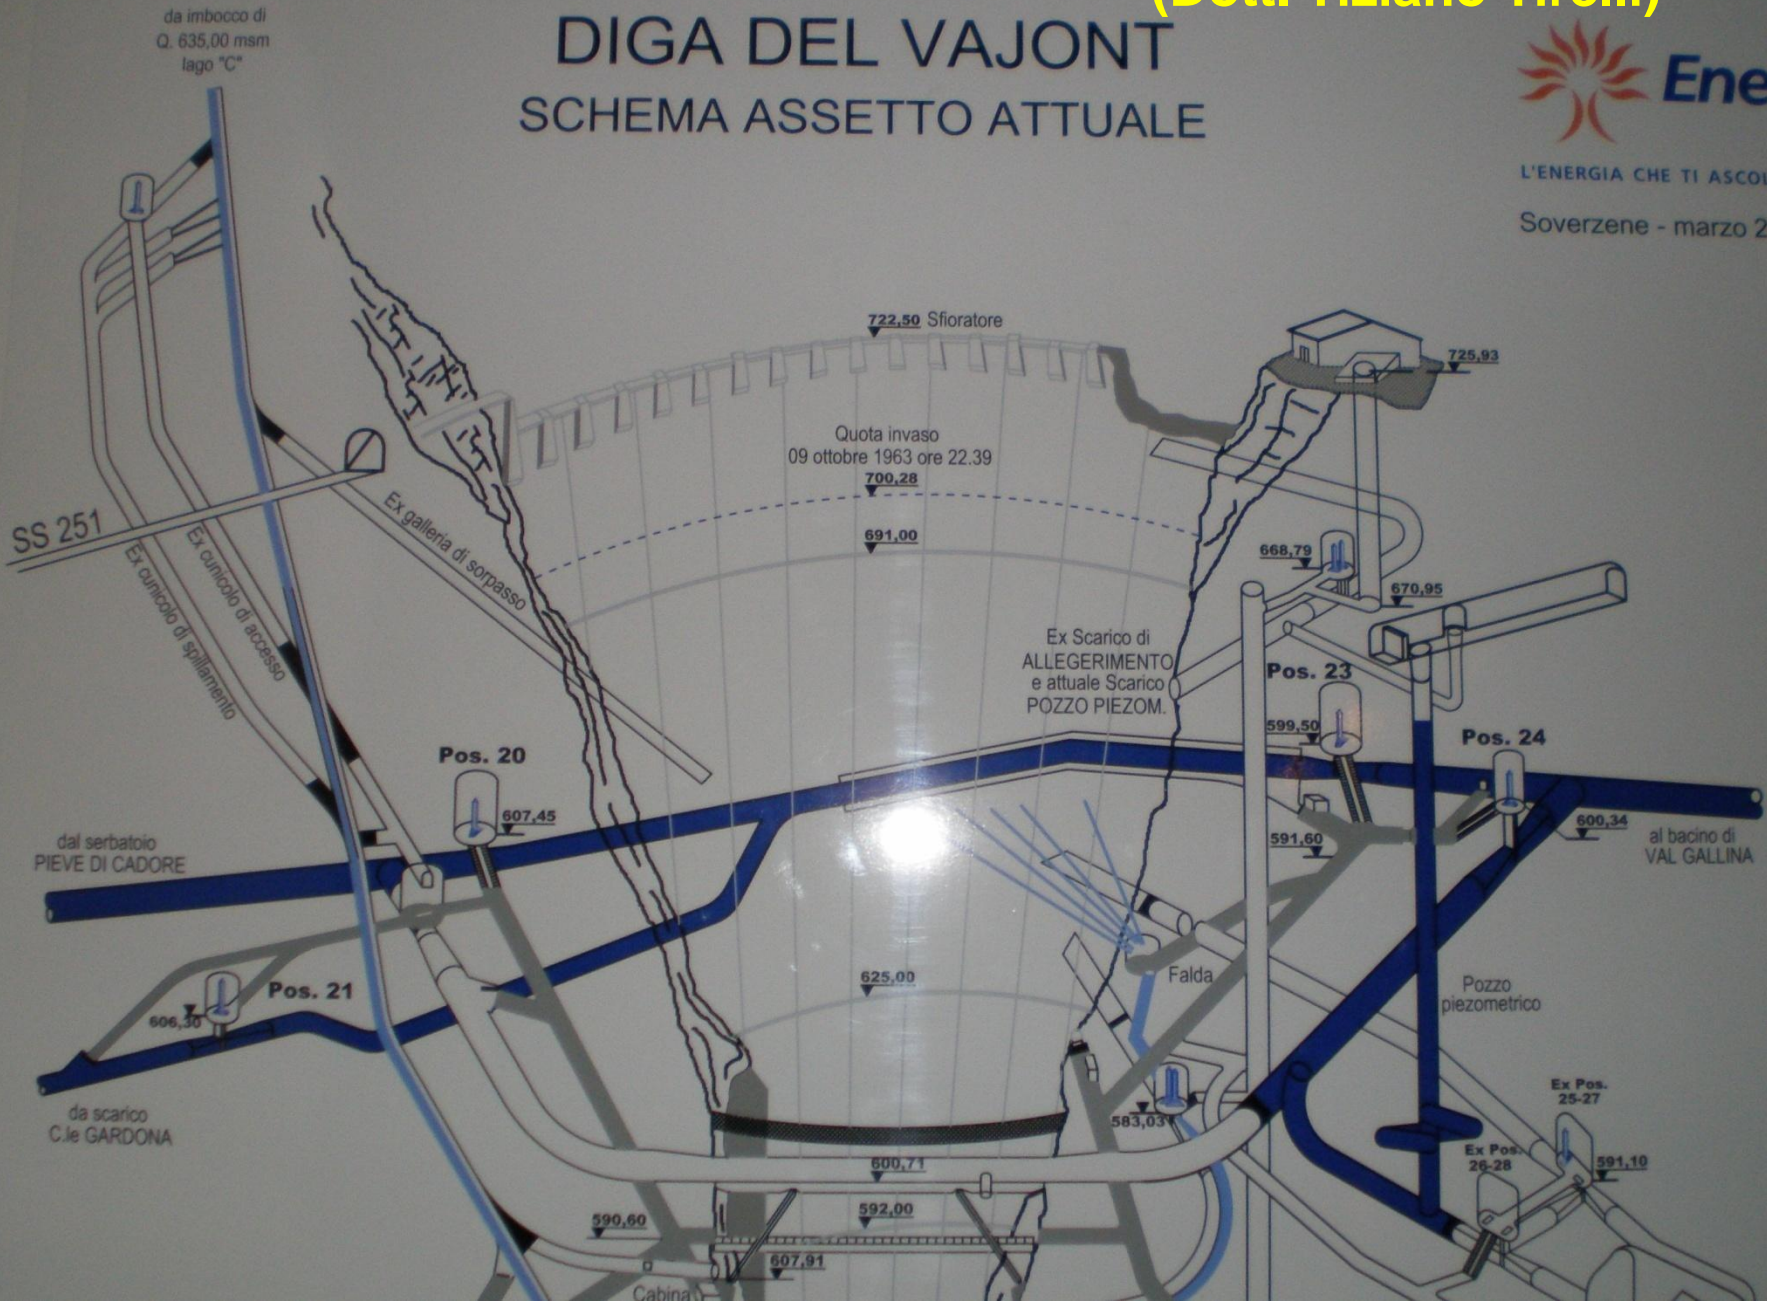 da imbocco di
Q. 635,00 msm
lago "C"
DIGA DEL VAJONT
SCHEMA ASSETTO ATTUALE
Ene
L'ENERGIA CHE TI ASCOL
Soverzene - marzo 2
722,50 Sfioratore
725,93
Quota invaso
09 ottobre 1963 ore 22.39
700,28
691,00
SS 251
Ex galleria di sorpasso
Ex cunicolo di accesso
Ex cunicolo di spillamento
668,79
670,95
Ex Scarico di
ALLEGERIMENTO
e attuale Scarico
POZZO PIEZOM.
Pos. 23
599,50
Pos. 24
Pos. 20
607,45
600,34
591,60
dal serbatoio
PIEVE DI CADORE
al bacino di
VAL GALLINA
625,00
Falda
Pos. 21
606,30
Pozzo
piezometrico
da scarico
C.le GARDONA
583,03
Ex Pos.
25-27
Ex Pos.
26-28
591,10
600,71
590,60
592,00
607,91
Cabina